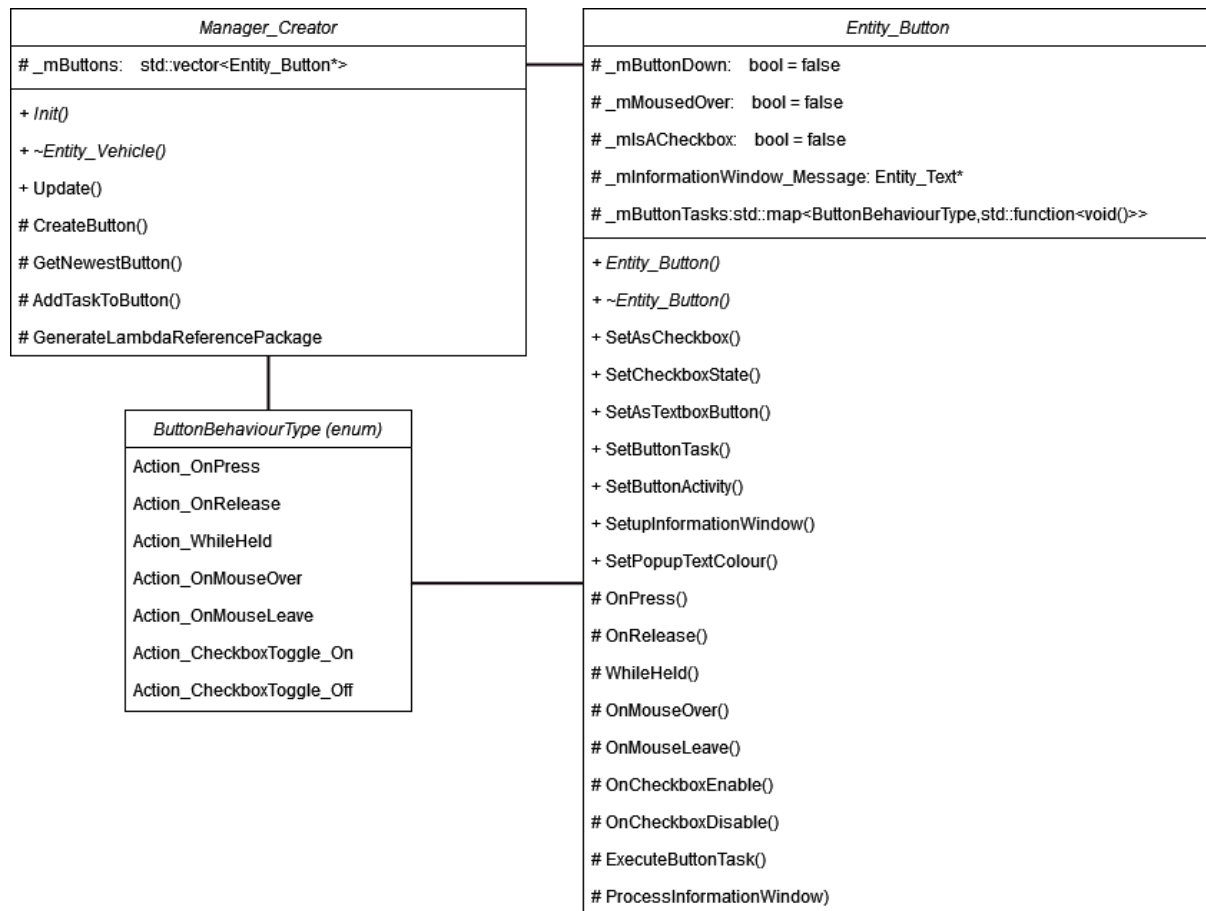 Manager_Creator
# _mButtons: std::vector<Entity_Button*>
+ Init()
+ ~Entity_Vehicle()
+ Update()
# CreateButton()
# GetNewestButton()
# AddTaskToButton()
# GenerateLambdaReferencePackage
ButtonBehaviourType (enum)
Action_OnPress
Action_OnRelease
Action_WhileHeld
Action_OnMouseOver
Action_OnMouseLeave
Action_CheckboxToggle_On
Action_CheckboxToggle_Off
Entity_Button
# _mButtonDown: bool = false
# _mMousedOver: bool = false
# _mIsACheckbox: bool = false
# _mInformationWindow_Message: Entity_Text*
# _mButtonTasks:std::map<ButtonBehaviourType,std::function<void()>>
+ Entity_Button()
+ ~Entity_Button()
+ SetAsCheckbox()
+ SetCheckboxState()
+ SetAsTextboxButton()
+ SetButtonTask()
+ SetButtonActivity()
+ SetupInformationWindow()
+ SetPopupTextColour()
# OnPress()
# OnRelease()
# WhileHeld()
# OnMouseOver()
# OnMouseLeave()
# OnCheckboxEnable()
# OnCheckboxDisable()
# ExecuteButtonTask()
# ProcessInformationWindow)